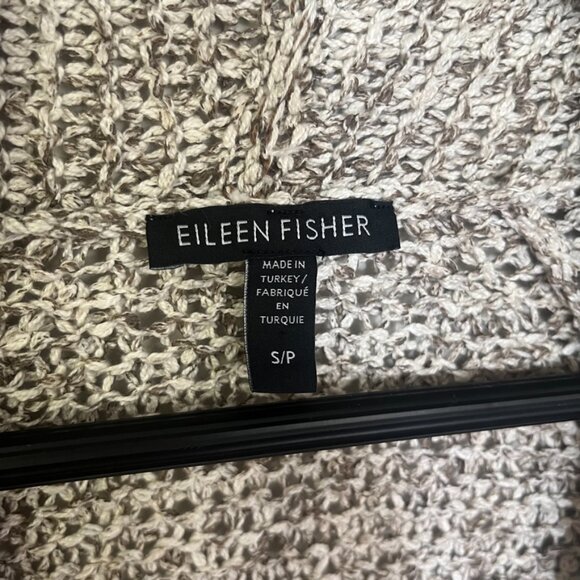 EILEEN FISHER
MADE IN
TURKEY/
FABRIQUÉ
EN
TURQUIE
S/P